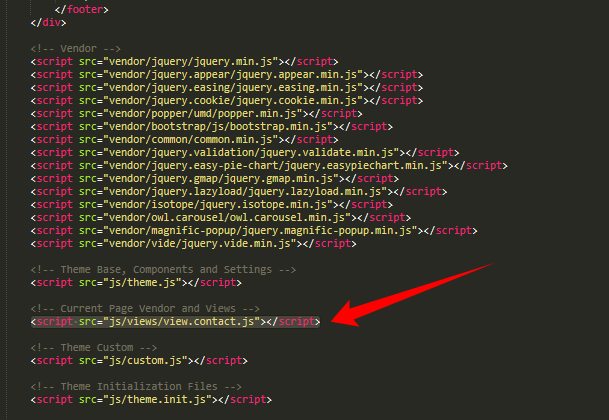 </footer>
</div>
<!-- Vendor -->
<script src="vendor/jquery/jquery.min.js"></script>
<script src="vendor/jquery.appear/jquery.appear.min.js"></script>
<script src="vendor/jquery.easing/jquery.easing.min.js"></script>
<script src="vendor/jquery.cookie/jquery.cookie.min.js"></script>
<script src="vendor/popper/umd/popper.min.js"></script>
<script src="vendor/bootstrap/js/bootstrap.min.js"></script>
<script src="vendor/common/common.min.js"></script>
<script src="vendor/jquery.validation/jquery.validate.min.js"></script>
<script src="vendor/jquery.easy-pie-chart/jquery.easypiechart.min.js"></script>
<script src="vendor/jquery.gmap/jquery.gmap.min.js"></script>
<script src="vendor/jquery.lazyload/jquery.lazyload.min.js"></script>
<script src="vendor/isotope/jquery.isotope.min.js"></script>
<script src="vendor/owl.carousel/owl.carousel.min.js"></script>
<script src="vendor/magnific-popup/jquery.magnific-popup.min.js"></script>
<script src="vendor/vide/jquery.vide.min.js"></script>
<!-- Theme Base, Components and Settings -->
<script src="js/theme.js"></script>
<!-- Current Page Vendor and Views -->
<script src="js/views/view.contact.js"></script>
<!-- Theme Custom -->
<script src="js/custom.js"></script>
<!-- Theme Initialization Files -->
<script src="js/theme.init.js"></script>